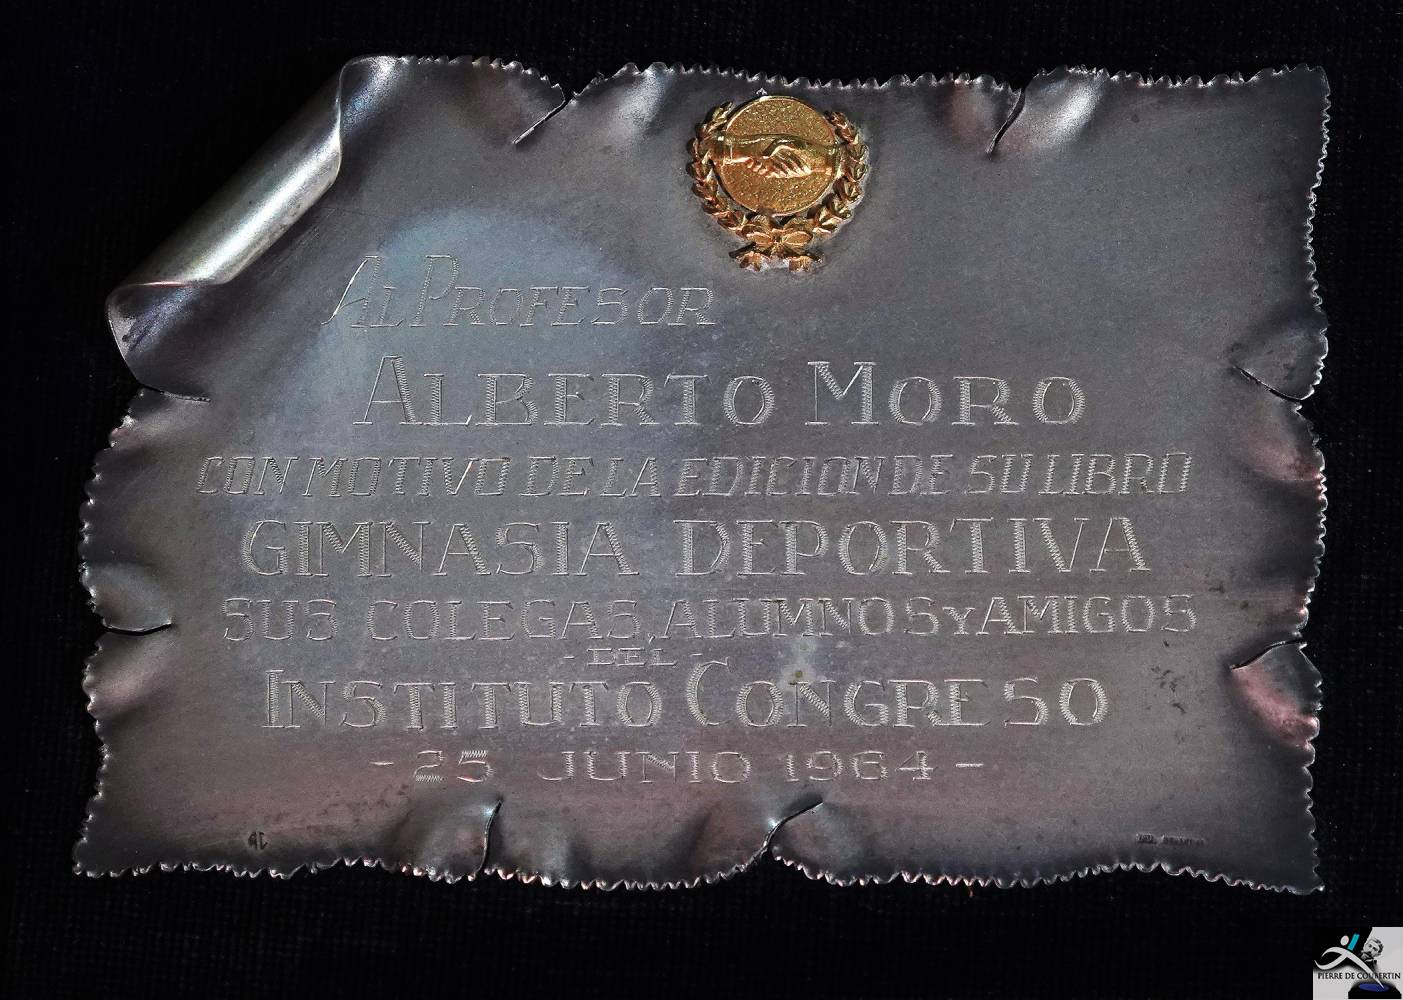 AL PROFESOR
ALBERTO MORO
CON MOTIVO DE LA EDICION DE SU LIBRO
GIMNASIA DEPORTIVA
SUS COLEGAS, ALUMNOS Y AMIGOS
- DEL -
INSTITUTO CONGRESO
- 25 JUNIO 1964 -
PIERRE DE COUBERTIN